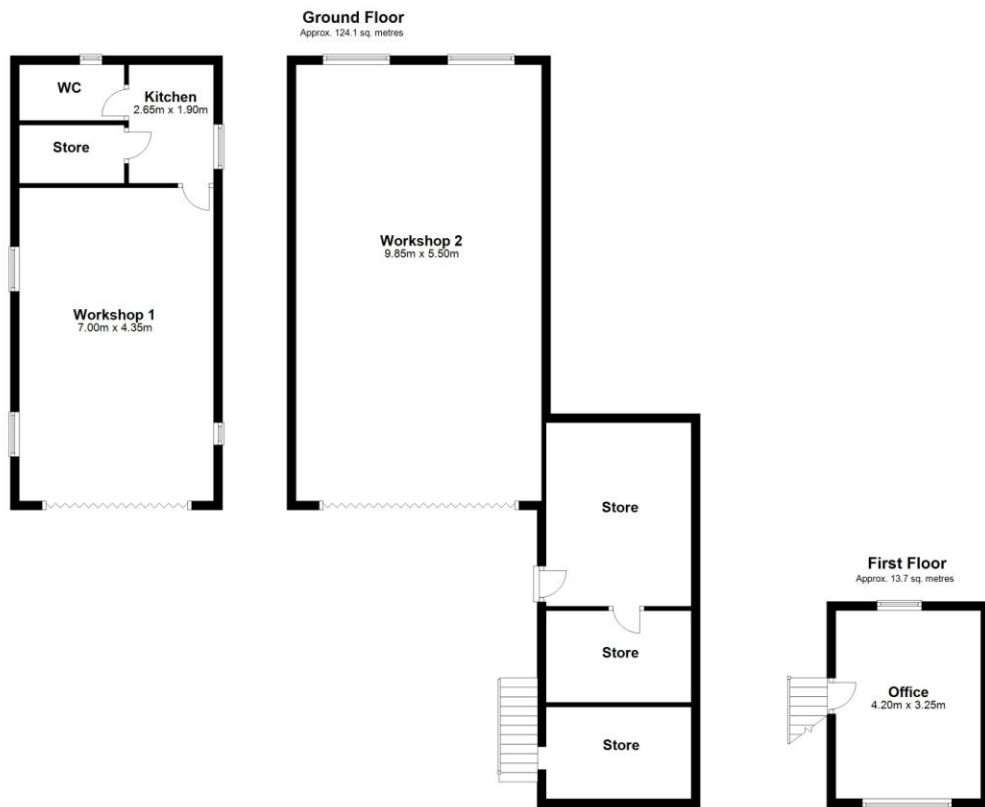 Ground Floor
Approx. 124.1 sq. metres
WC
Kitchen
2.65m x 1.90m
Store
Workshop 1
7.00m x 4.35m
Workshop 2
9.85m x 5.50m
Store
Store
Store
First Floor
Approx. 13.7 sq. metres
Office
4.20m x 3.25m